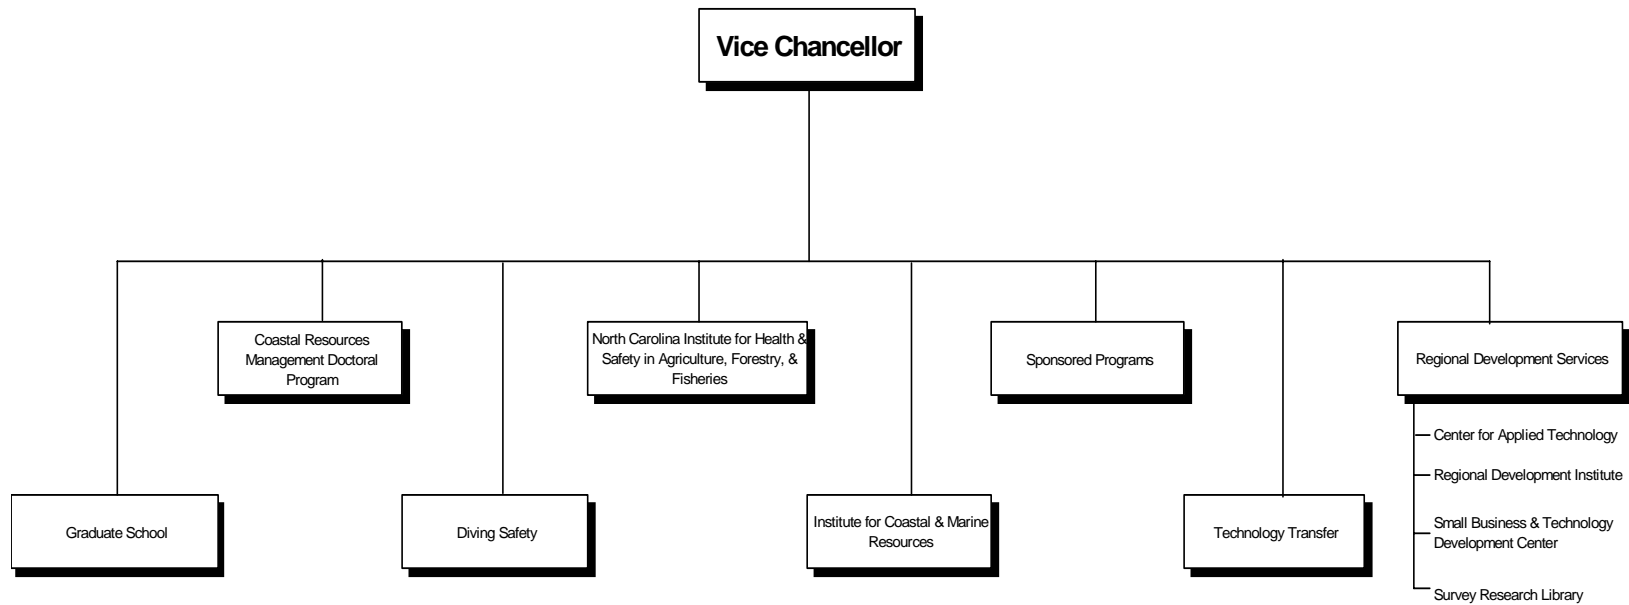 Vice Chancellor
Coastal Resources
Management Doctoral
Program
North Carolina Institute for Health &
Safety in Agriculture, Forestry, &
Fisheries
Sponsored Programs
Regional Development Services
Center for Applied Technology
Regional Development Institute
Small Business & Technology
Development Center
Survey Research Library
Graduate School
Diving Safety
Institute for Coastal & Marine
Resources
Technology Transfer